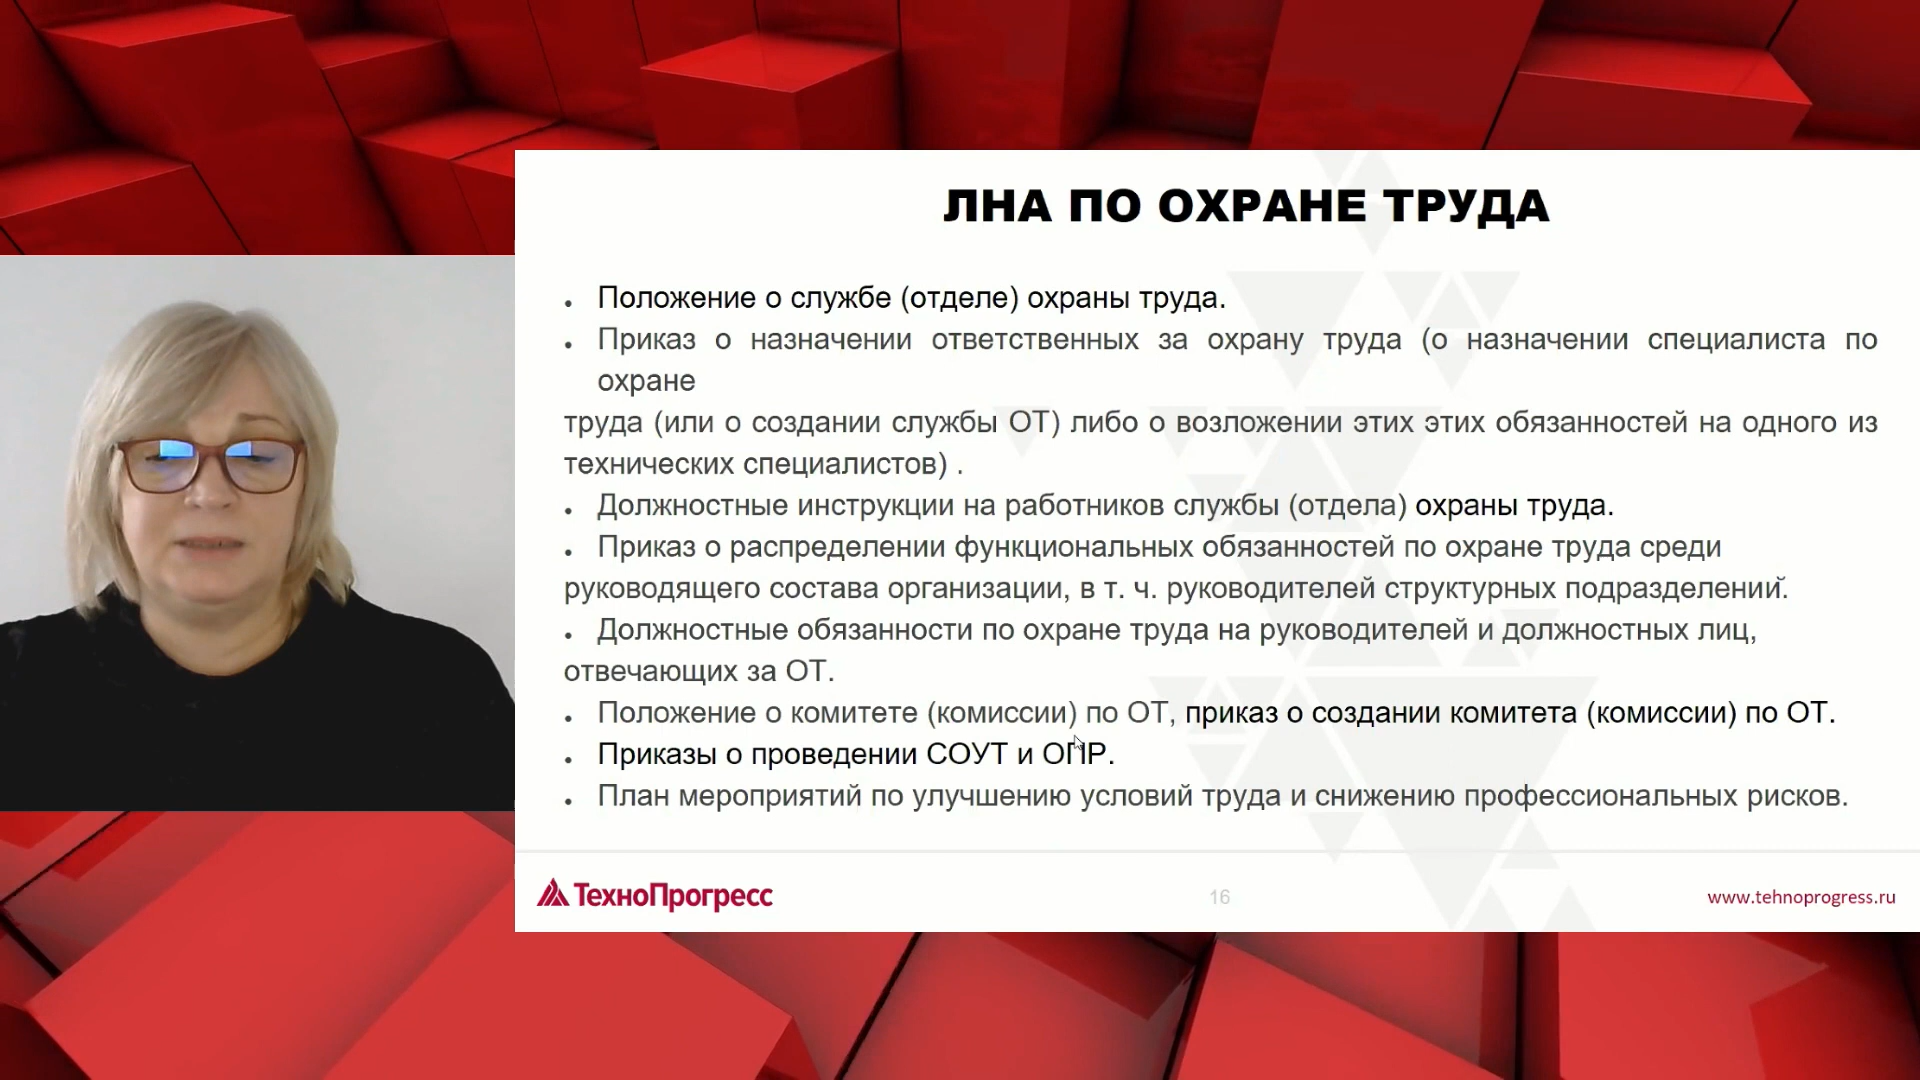 ЛНА ПО ОХРАНЕ ТРУДА
• Положение о службе (отделе) охраны труда.
• Приказ о назначении ответственных за охрану труда (о назначении специалиста по
охране
труда (или о создании службы ОТ) либо о возложении этих этих обязанностей на одного из
технических специалистов) .
• Должностные инструкции на работников службы (отдела) охраны труда.
• Приказ о распределении функциональных обязанностей по охране труда среди
руководящего состава организации, в т. ч. руководителей структурных подразделений.
• Должностные обязанности по охране труда на руководителей и должностных лиц,
отвечающих за ОТ.
• Положение о комитете (комиссии) по ОТ, приказ о создании комитета (комиссии) по ОТ.
• Приказы о проведении СОУТ и ОПР.
• План мероприятий по улучшению условий труда и снижению профессиональных рисков.
ТехноПрогресс
16
www.tehnoprogress.ru